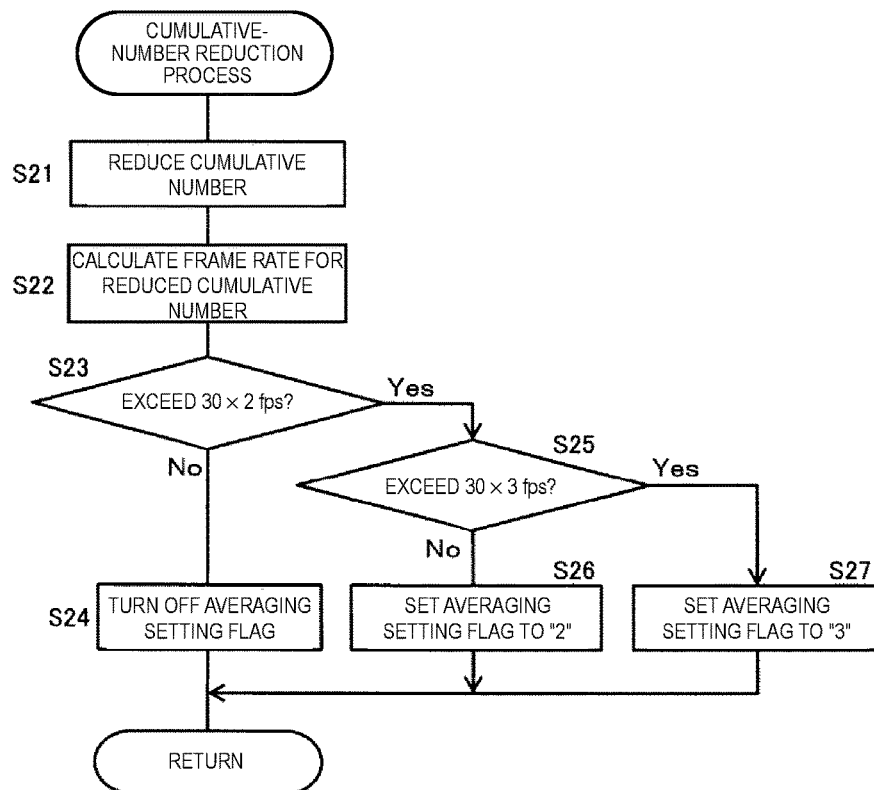 CUMULATIVE-
NUMBER REDUCTION
PROCESS
S21
REDUCE CUMULATIVE
NUMBER
S22
CALCULATE FRAME RATE FOR
REDUCED CUMULATIVE
NUMBER
S23
EXCEED 30 × 2 fps?
Yes
No
S25
EXCEED 30 × 3 fps?
Yes
No
S24
TURN OFF AVERAGING
SETTING FLAG
S26
SET AVERAGING
SETTING FLAG TO "2"
S27
SET AVERAGING
SETTING FLAG TO "3"
RETURN